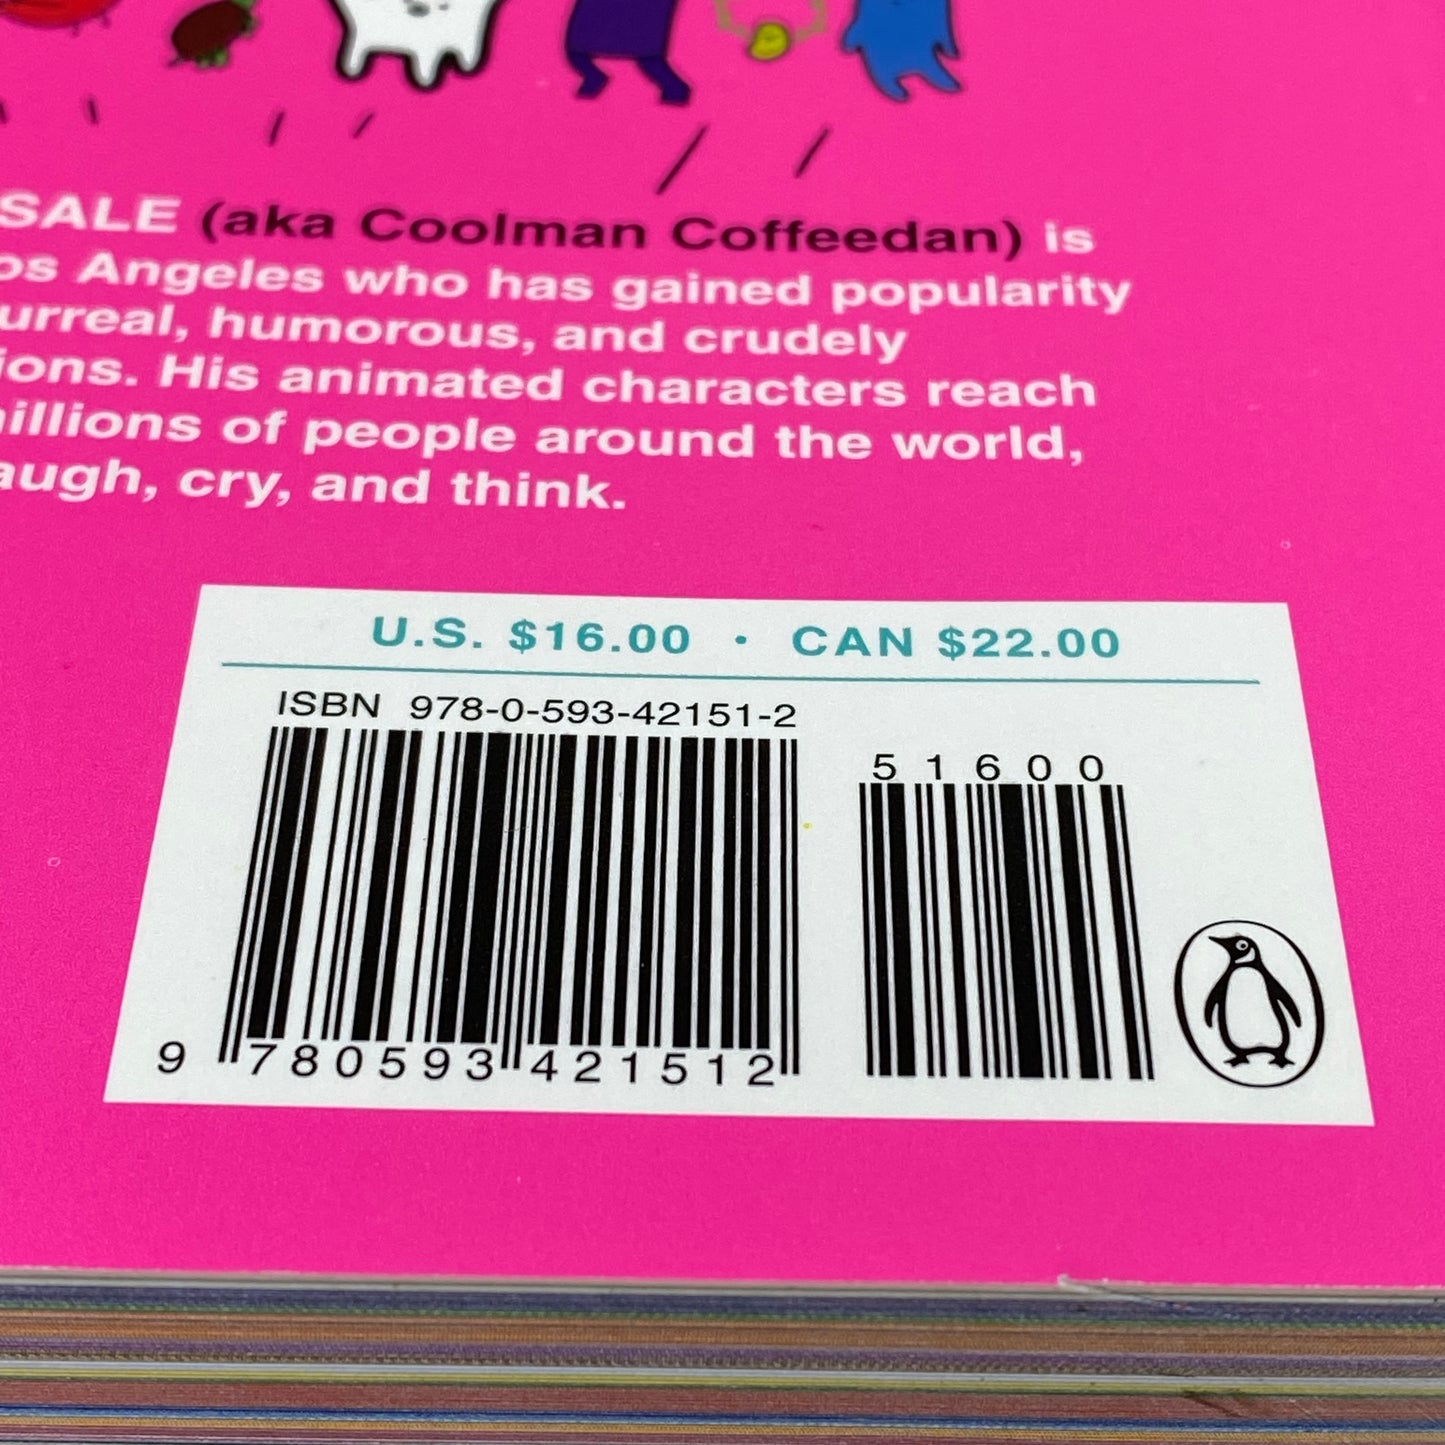 SALE (aka Coolman Coffeedan) is
os Angeles who has gained popularity
urreal, humorous, and crudely
ions. His animated characters reach
illions of people around the world,
augh, cry, and think.
U.S. $16.00 • CAN $22.00
ISBN 978-0-593-42151-2
51600
9 780593 421512